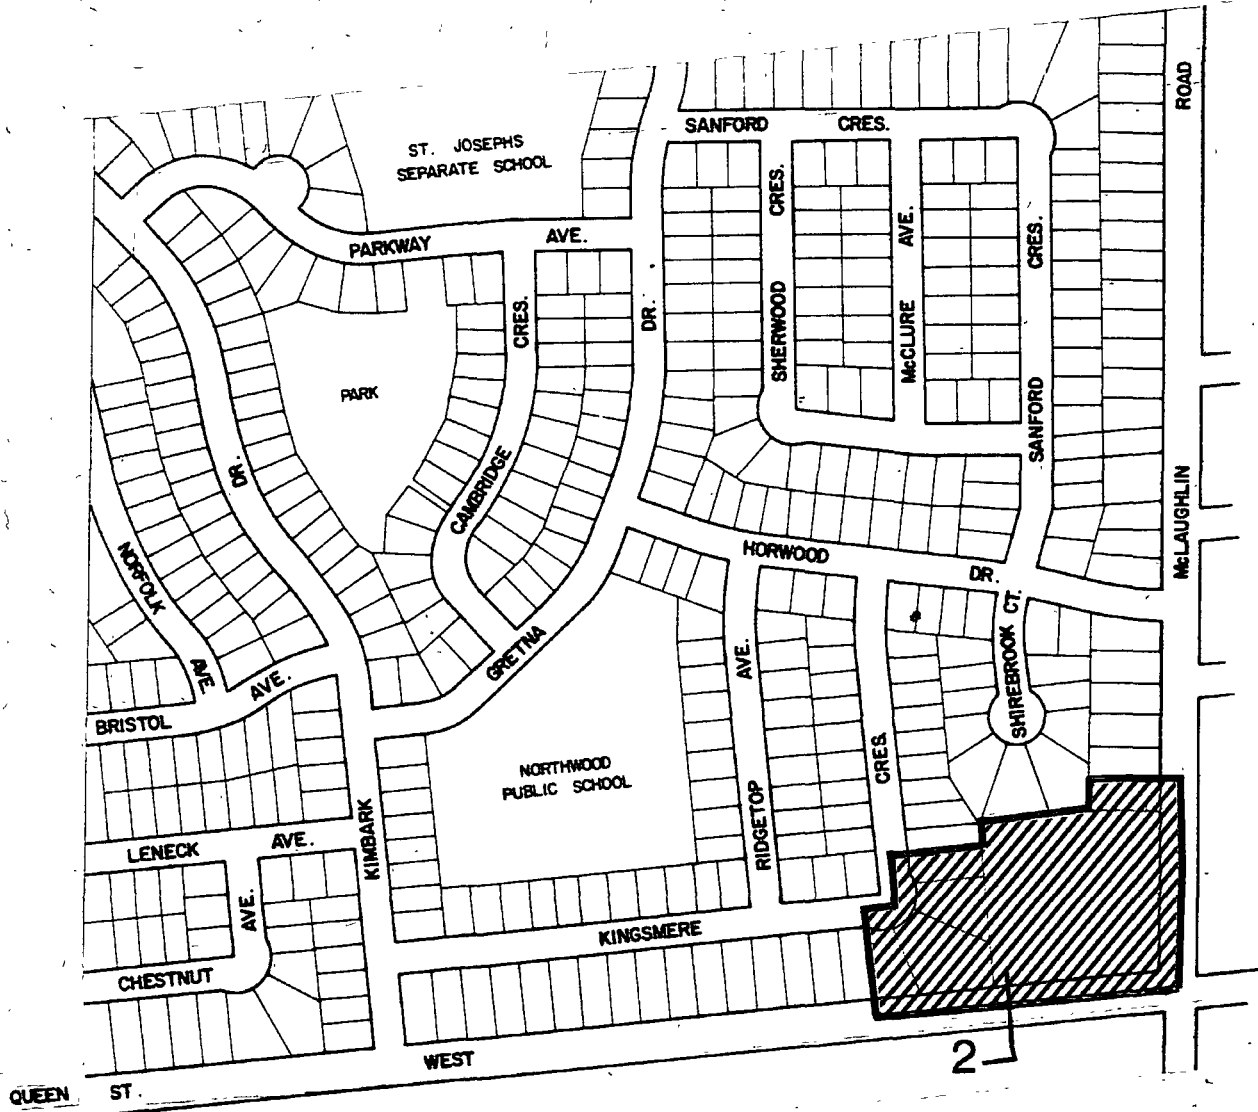 ROAD
SANFORD CRES.
ST. JOSEPHS
SEPARATE SCHOOL
CRES.
PARKWAY AVE.
AVE.
CRES.
CRES.
DR.
SHERWOOD
McCLURE
PARK
SANFORD
DR.
CAMBRIDGE
McLAUGHLIN
NORFOLK
HORWOOD
DR.
CT.
GRETNA
AVE.
SHIREBROOK
AVE.
AVE.
BRISTOL
CRES.
NORTHWOOD
PUBLIC SCHOOL
RIDGETOP
KIMBARK
LENECK AVE.
AVE.
KINGSMERE
CHESTNUT
WEST
2
QUEEN ST.